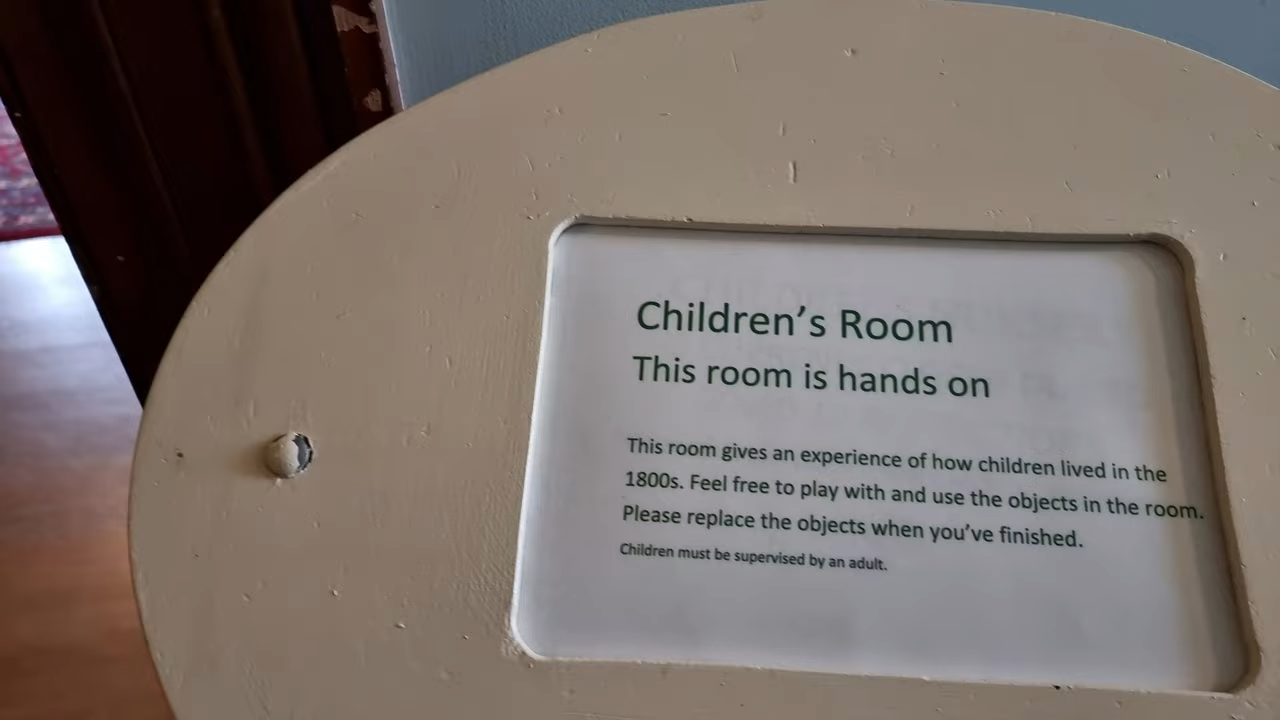 Children’s Room
This room is hands on
This room gives an experience of how children lived in the
1800s. Feel free to play with and use the objects in the room.
Please replace the objects when you’ve finished.
Children must be supervised by an adult.